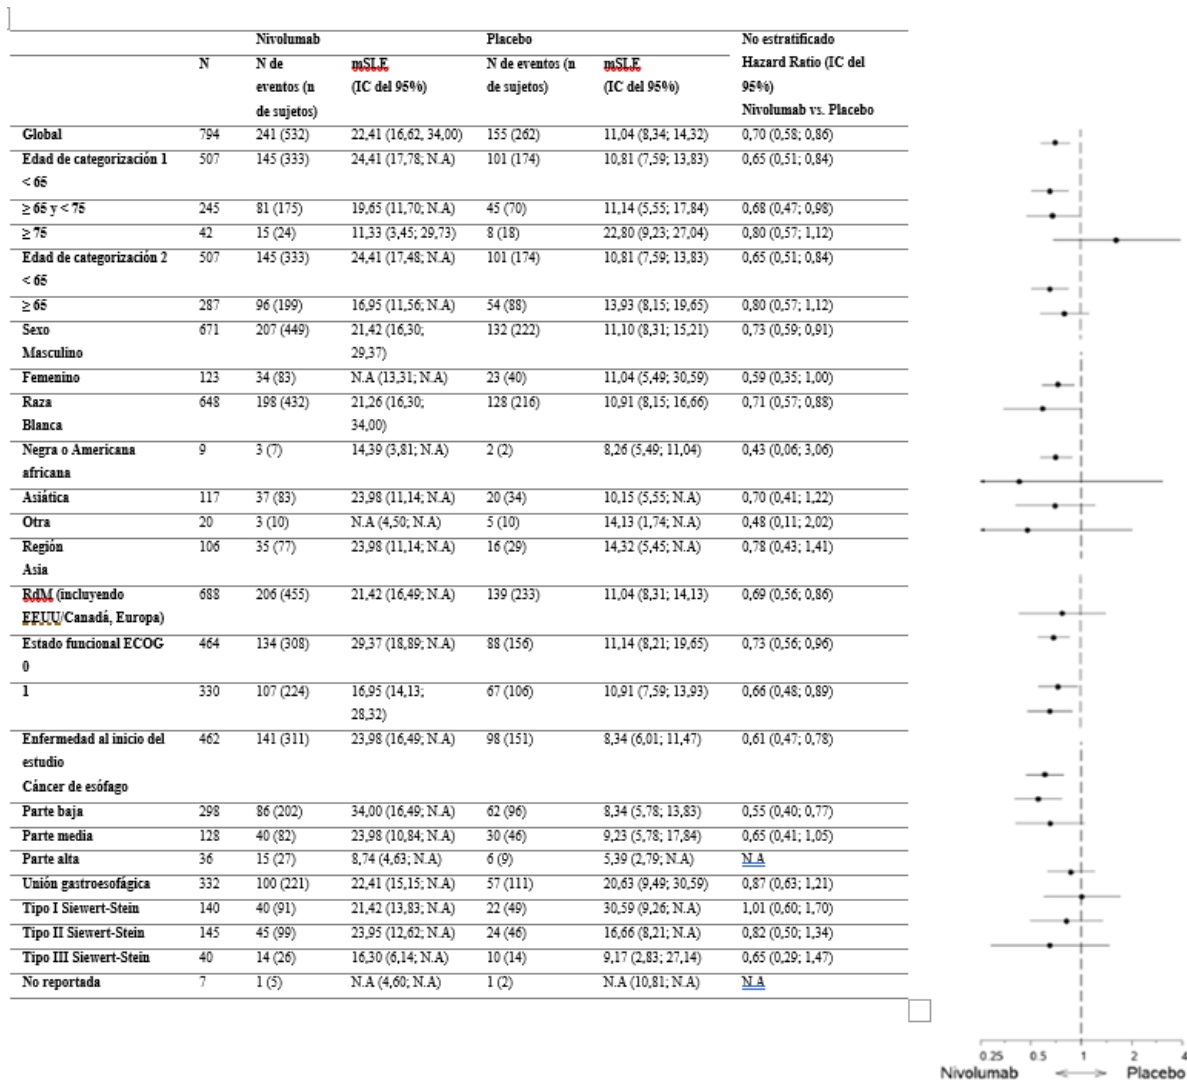 Nivolumab Placebo No estratificado
N N de mSLE N de eventos (n mSLE Hazard Ratio (IC del
eventos (n (IC del 95%) de sujetos) (IC del 95%) 95%)
de sujetos) Nivolumab vs. Placebo
Global 794 241 (532) 22,41 (16,62, 34,00) 155 (262) 11,04 (8,34; 14,32) 0,70 (0,58; 0,86)
Edad de categorización 1 507 145 (333) 24,41 (17,78; N.A) 101 (174) 10,81 (7,59; 13,83) 0,65 (0,51; 0,84)
< 65
≥ 65 y < 75 245 81 (175) 19,65 (11,70; N.A) 45 (70) 11,14 (5,55; 17,84) 0,68 (0,47; 0,98)
≥ 75 42 15 (24) 11,33 (3,45; 29,73) 8 (18) 22,80 (9,23; 27,04) 0,80 (0,57; 1,12)
Edad de categorización 2 507 145 (333) 24,41 (17,48; N.A) 101 (174) 10,81 (7,59; 13,83) 0,65 (0,51; 0,84)
< 65
≥ 65 287 96 (199) 16,95 (11,56; N.A) 54 (88) 13,93 (8,15; 19,65) 0,80 (0,57; 1,12)
Sexo 671 207 (449) 21,42 (16,30; 132 (222) 11,10 (8,31; 15,21) 0,73 (0,59; 0,91)
Masculino 29,37)
Femenino 123 34 (83) N.A (13,31; N.A) 23 (40) 11,04 (5,49; 30,59) 0,59 (0,35; 1,00)
Raza 648 198 (432) 21,26 (16,30; 128 (216) 10,91 (8,15; 16,66) 0,71 (0,57; 0,88)
Blanca 34,00)
Negra o Americana 9 3 (7) 14,39 (3,81; N.A) 2 (2) 8,26 (5,49; 11,04) 0,43 (0,06; 3,06)
africana
Asiática 117 37 (83) 23,98 (11,14; N.A) 20 (34) 10,15 (5,55; N.A) 0,70 (0,41; 1,22)
Otra 20 3 (10) N.A (4,50; N.A) 5 (10) 14,13 (1,74; N.A) 0,48 (0,11; 2,02)
Región 106 35 (77) 23,98 (11,14; N.A) 16 (29) 14,32 (5,45; N.A) 0,78 (0,43; 1,41)
Asia
RdM (incluyendo 688 206 (455) 21,42 (16,49; N.A) 139 (233) 11,04 (8,31; 14,13) 0,69 (0,56; 0,86)
EEUU/Canadá, Europa)
Estado funcional ECOG 464 134 (308) 29,37 (18,89; N.A) 88 (156) 11,14 (8,21; 19,65) 0,73 (0,56; 0,96)
0
1 330 107 (224) 16,95 (14,13; 67 (106) 10,91 (7,59; 13,93) 0,66 (0,48; 0,89)
28,32)
Enfermedad al inicio del 462 141 (311) 23,98 (16,49; N.A) 98 (151) 8,34 (6,01; 11,47) 0,61 (0,47; 0,78)
estudio
Cáncer de esófago
Parte baja 298 86 (202) 34,00 (16,49; N.A) 62 (96) 8,34 (5,78; 13,83) 0,55 (0,40; 0,77)
Parte media 128 40 (82) 23,98 (10,84; N.A) 30 (46) 9,23 (5,78; 17,84) 0,65 (0,41; 1,05)
Parte alta 36 15 (27) 8,74 (4,63; N.A) 6 (9) 5,39 (2,79; N.A) N.A
Unión gastroesofágica 332 100 (221) 22,41 (15,15; N.A) 57 (111) 20,63 (9,49; 30,59) 0,87 (0,63; 1,21)
Tipo I Siewert-Stein 140 40 (91) 21,42 (13,83; N.A) 22 (49) 30,59 (9,26; N.A) 1,01 (0,60; 1,70)
Tipo II Siewert-Stein 145 45 (99) 23,95 (12,62; N.A) 24 (46) 16,66 (8,21; N.A) 0,82 (0,50; 1,34)
Tipo III Siewert-Stein 40 14 (26) 16,30 (6,14; N.A) 10 (14) 9,17 (2,83; 27,14) 0,65 (0,29; 1,47)
No reportada 7 1 (5) N.A (4,60; N.A) 1 (2) N.A (10,81; N.A) N.A
0.25 0.5 1 2 4
Nivolumab Placebo